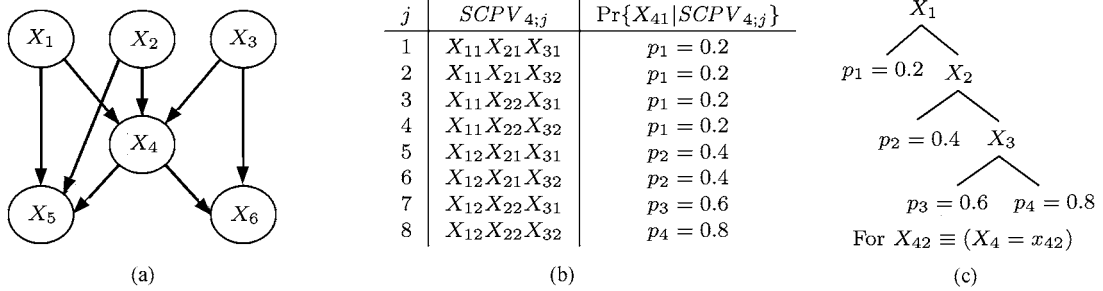 X₁ X₂ X₃
X₄
X₅ X₆
(a)
j SCPV₄;ⱼ Pr{X₄₁|SCPV₄;ⱼ}
1 X₁₁X₂₁X₃₁ p₁ = 0.2
2 X₁₁X₂₁X₃₂ p₁ = 0.2
3 X₁₁X₂₂X₃₁ p₁ = 0.2
4 X₁₁X₂₂X₃₂ p₁ = 0.2
5 X₁₂X₂₁X₃₁ p₂ = 0.4
6 X₁₂X₂₁X₃₂ p₂ = 0.4
7 X₁₂X₂₂X₃₁ p₃ = 0.6
8 X₁₂X₂₂X₃₂ p₄ = 0.8
(b)
X₁
p₁ = 0.2 X₂
p₂ = 0.4 X₃
p₃ = 0.6 p₄ = 0.8
For X₄₂ ≡ (X₄ = x₄₂)
(c)